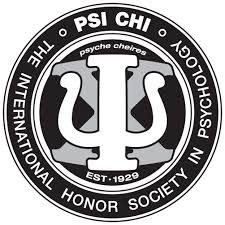 • PSI CHI •
THE INTERNATIONAL HONOR SOCIETY IN PSYCHOLOGY
psyche cheires
Ψ
EST • 1929